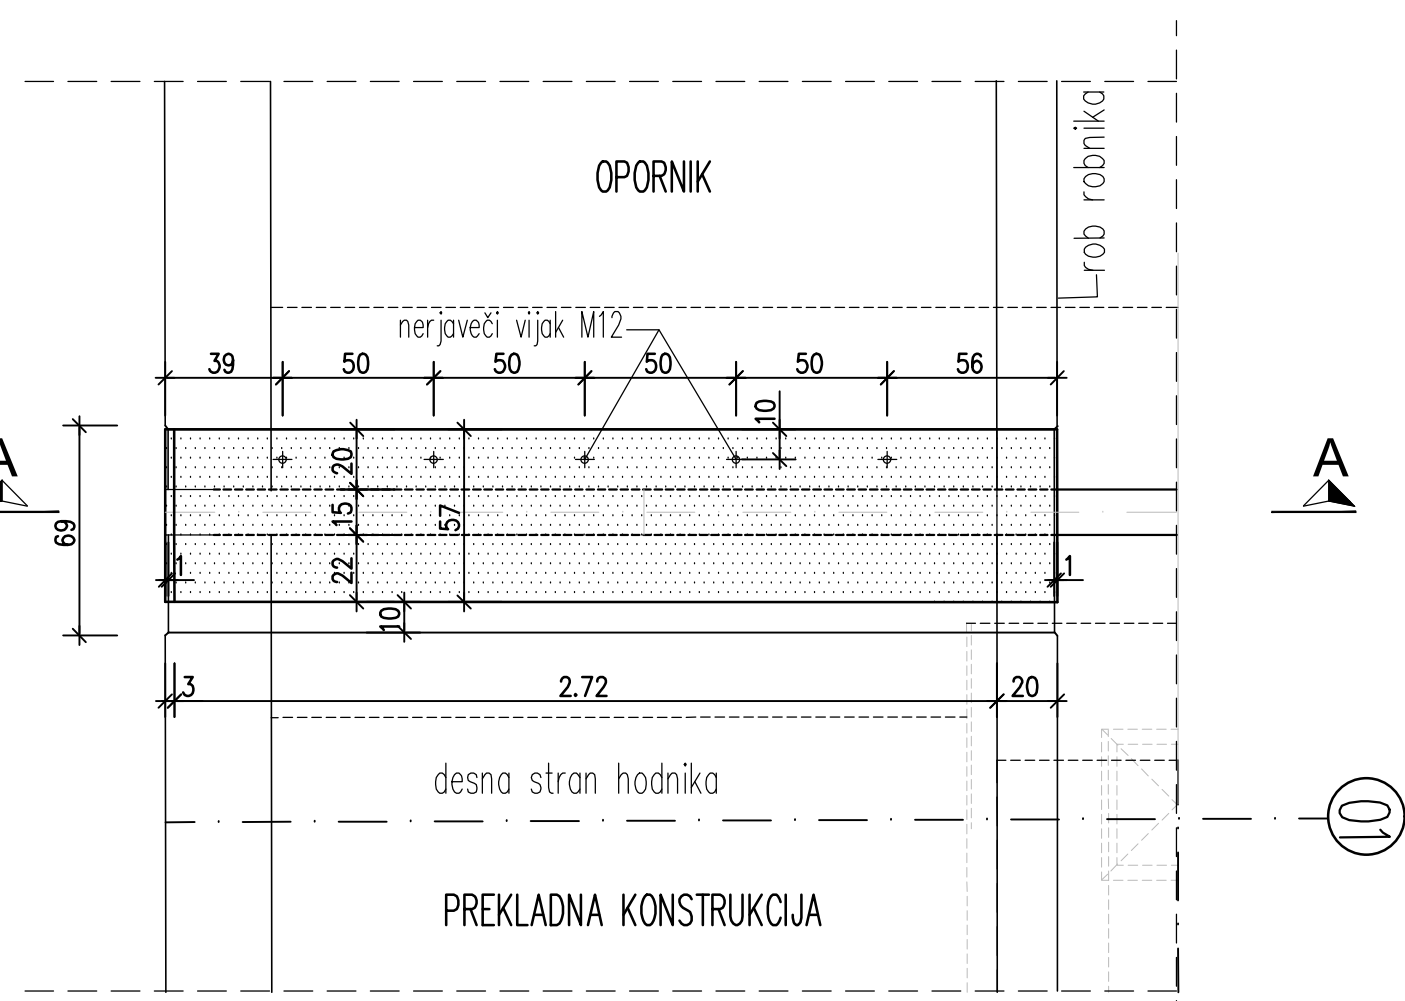 OPORNIK
rob robnika
nerjaveči vijak M12
39 50 50 50 50 56
10
A
A
20
15
57
69
22
1
1
10
3 2.72 20
desna stran hodnika
01
PREKLADNA KONSTRUKCIJA